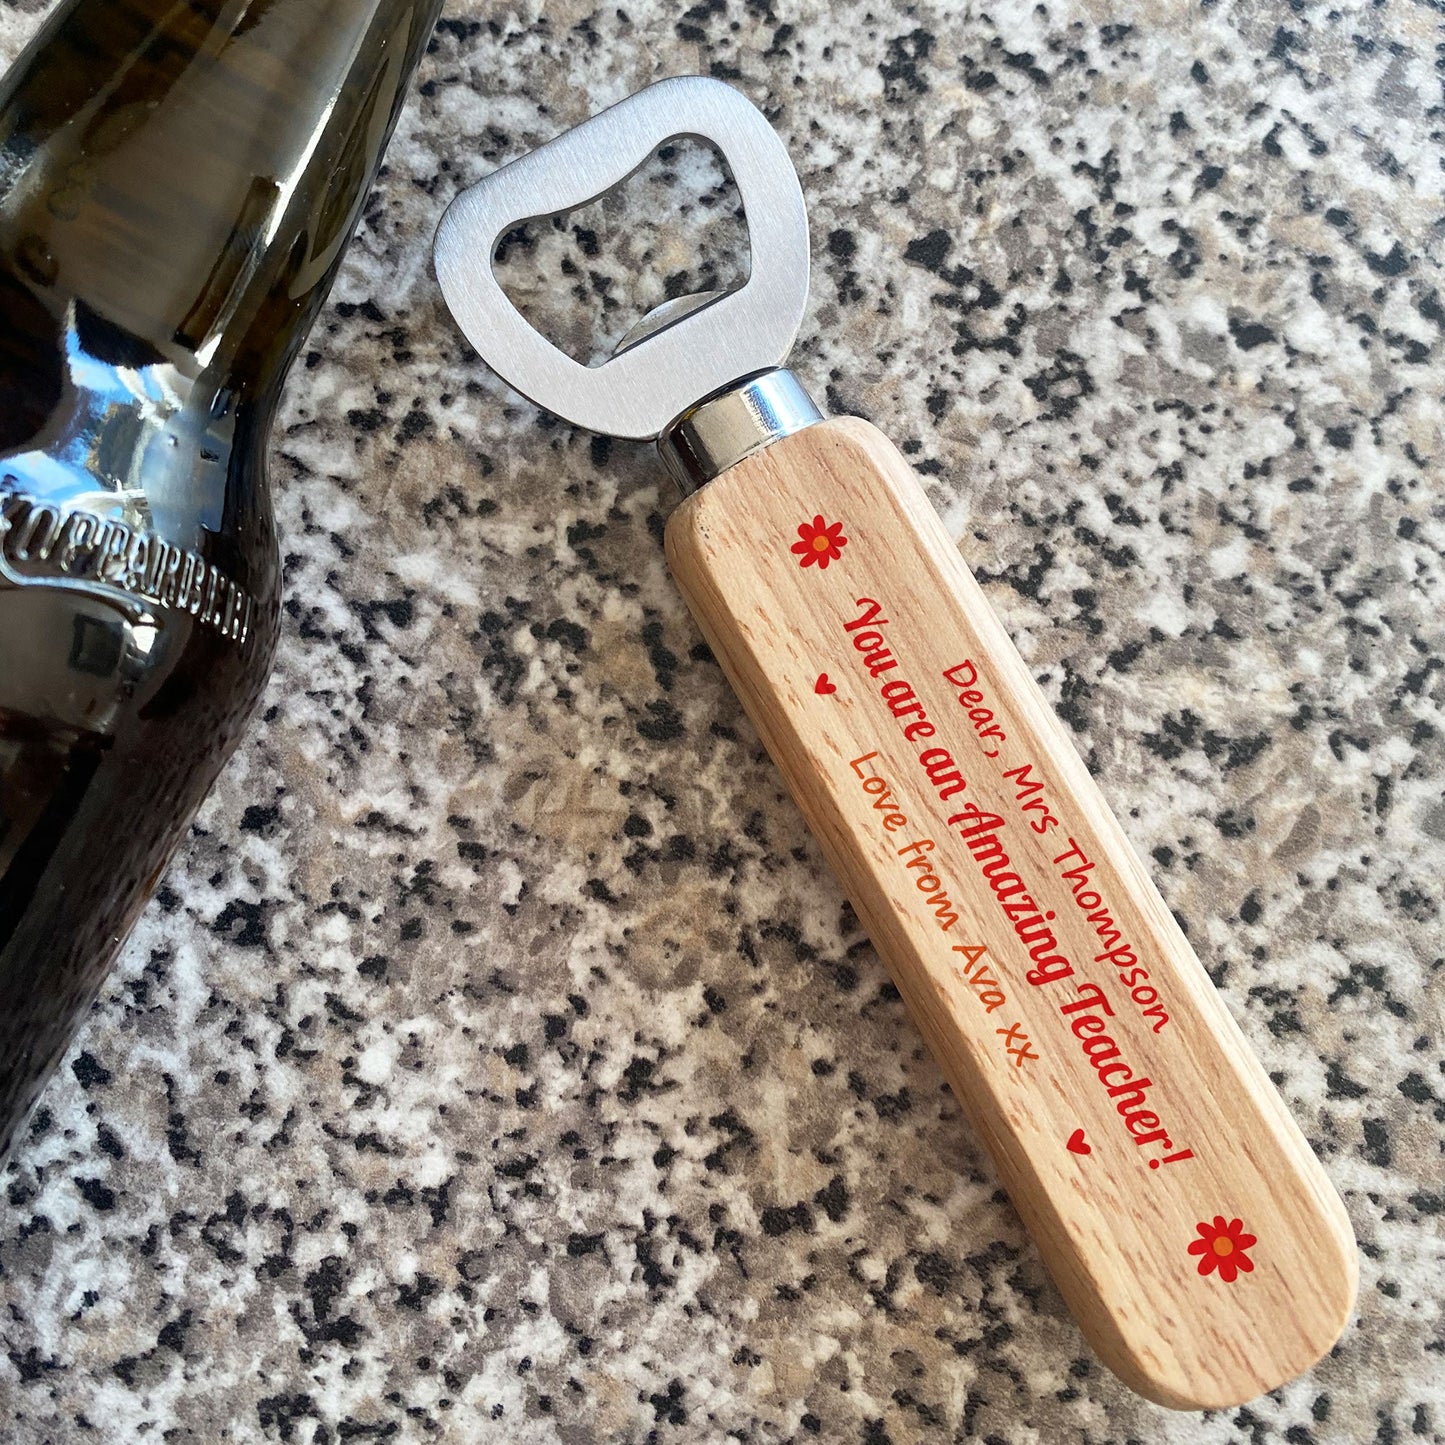 Dear, Mrs Thompson
You are an Amazing Teacher!
Love from Ava xx